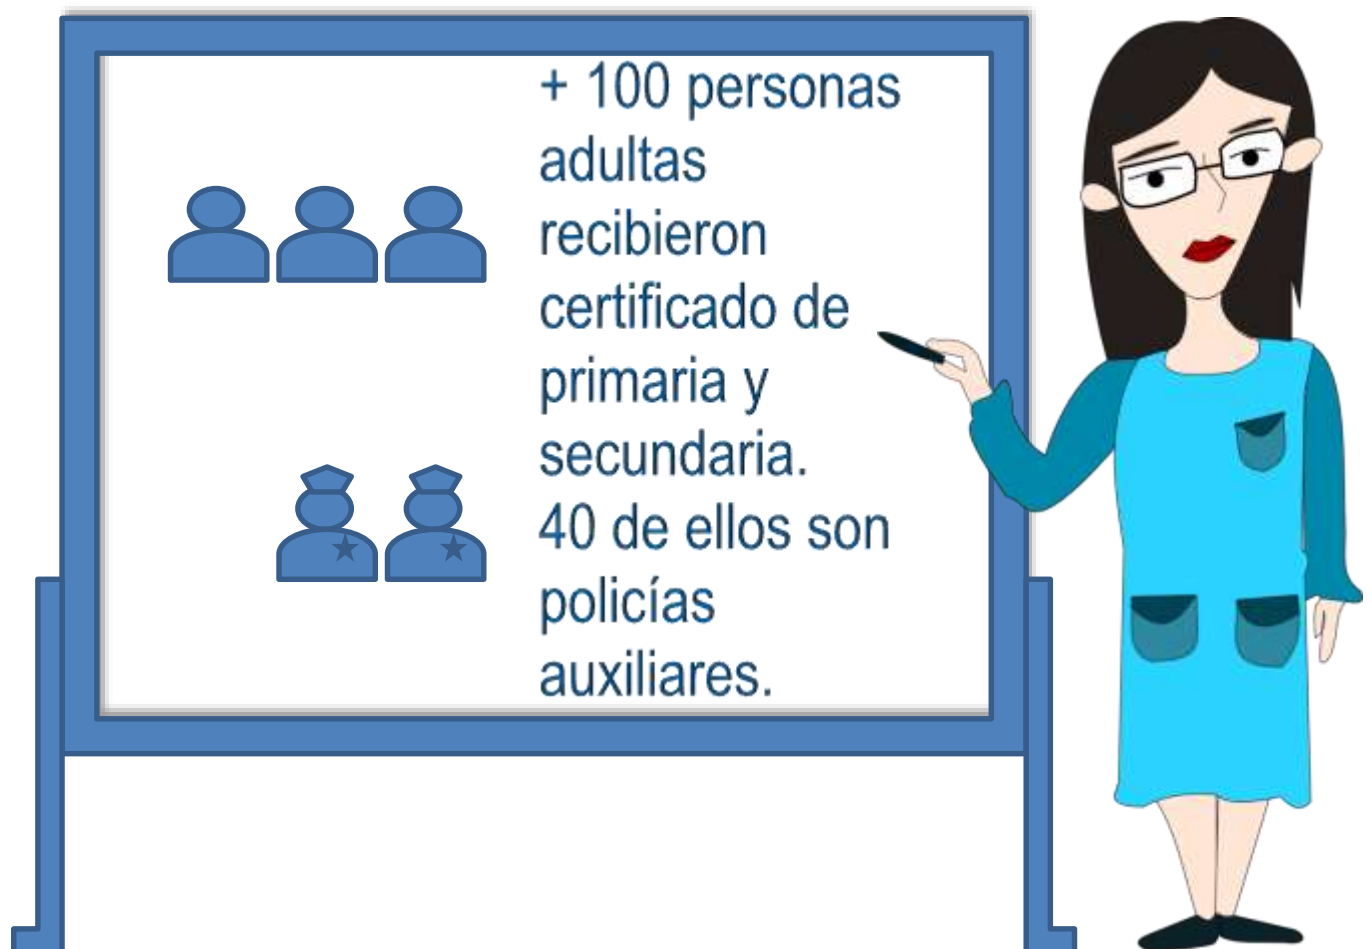 + 100 personas
adultas
recibieron
certificado de
primaria y
secundaria.
40 de ellos son
policías
auxiliares.